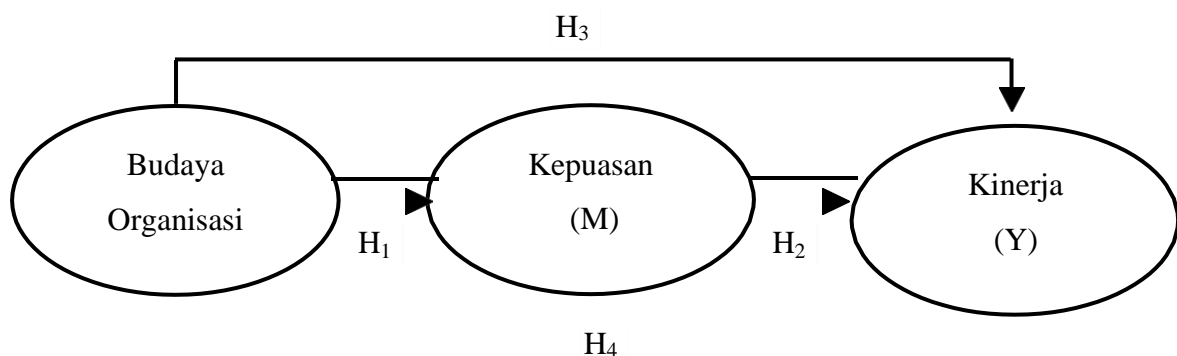 H₃
Budaya
Organisasi
Kepuasan
(M)
Kinerja
(Y)
H₁
H₂
H₄